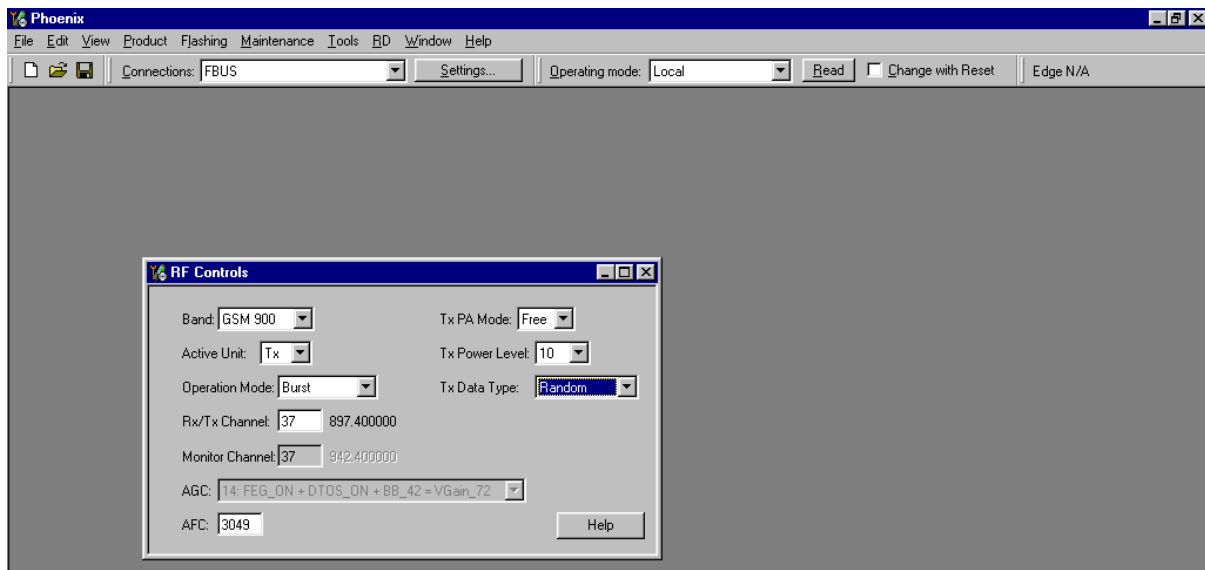 Phoenix
File Edit View Product Flashing Maintenance Tools RD Window Help
Connections: FBUS Settings... Operating mode: Local Read Change with Reset Edge N/A
RF Controls
Band: GSM 900 Tx PA Mode: Free
Active Unit: Tx Tx Power Level: 10
Operation Mode: Burst Tx Data Type: Random
Rx/Tx Channel: 37 897.400000
Monitor Channel: 37 942.400000
AGC: 14: FEG_ON + DTOS_ON + BB_42 = VGain_72
AFC: 3049 Help